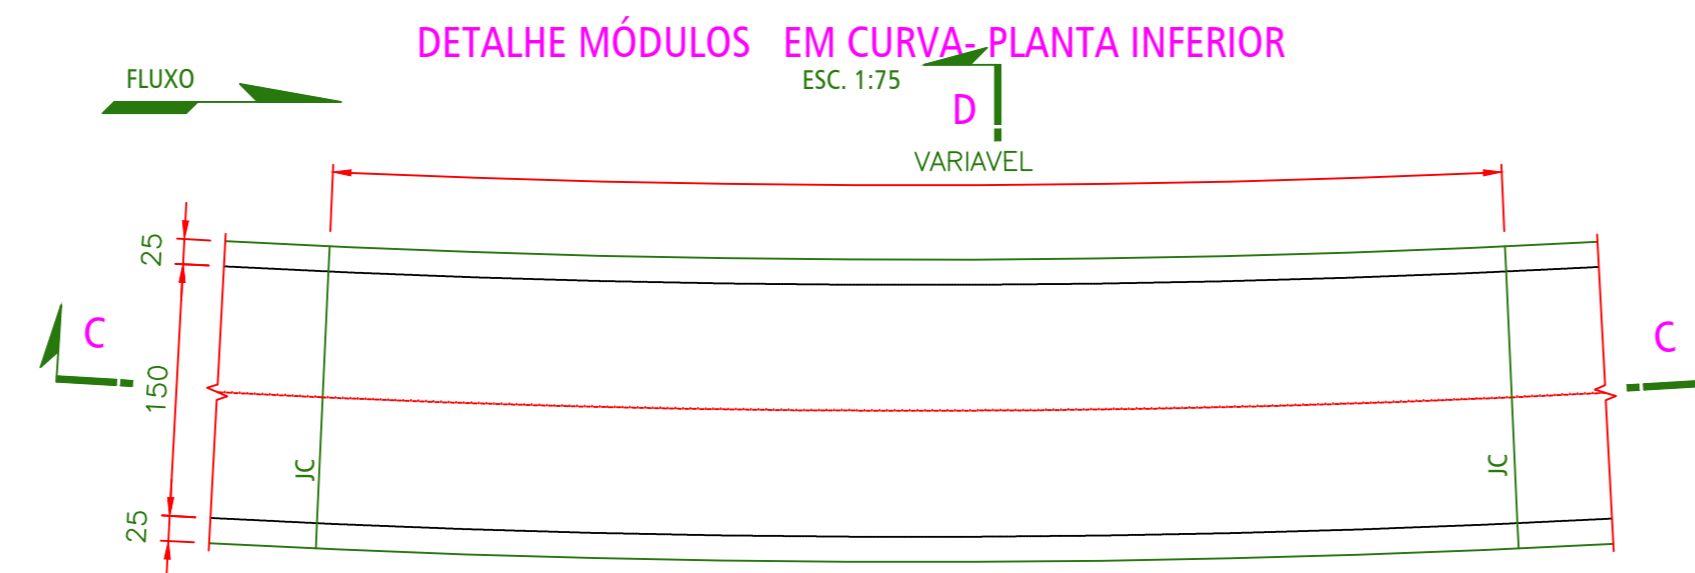 DETALHE MÓDULOS EM CURVA- PLANTA INFERIOR
FLUXO
ESC. 1:75
D
VARIAVEL
25
C
C
150
JC
JC
25